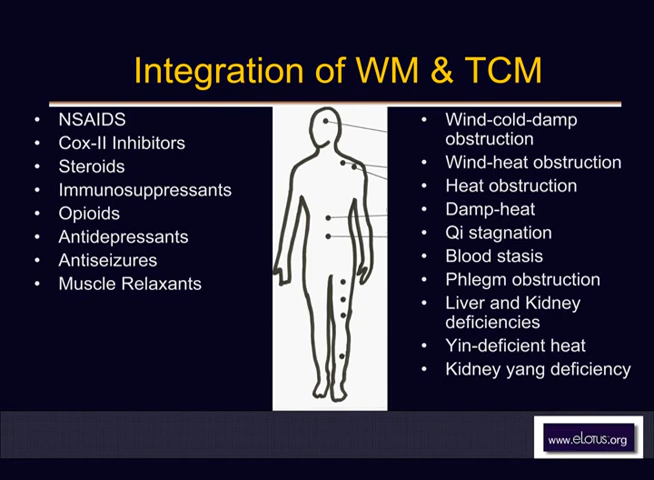 Integration of WM & TCM
• NSAIDS
• Cox-II Inhibitors
• Steroids
• Immunosuppressants
• Opioids
• Antidepressants
• Antiseizures
• Muscle Relaxants
• Wind-cold-damp
obstruction
• Wind-heat obstruction
• Heat obstruction
• Damp-heat
• Qi stagnation
• Blood stasis
• Phlegm obstruction
• Liver and Kidney
deficiencies
• Yin-deficient heat
• Kidney yang deficiency
www.eLotus.org